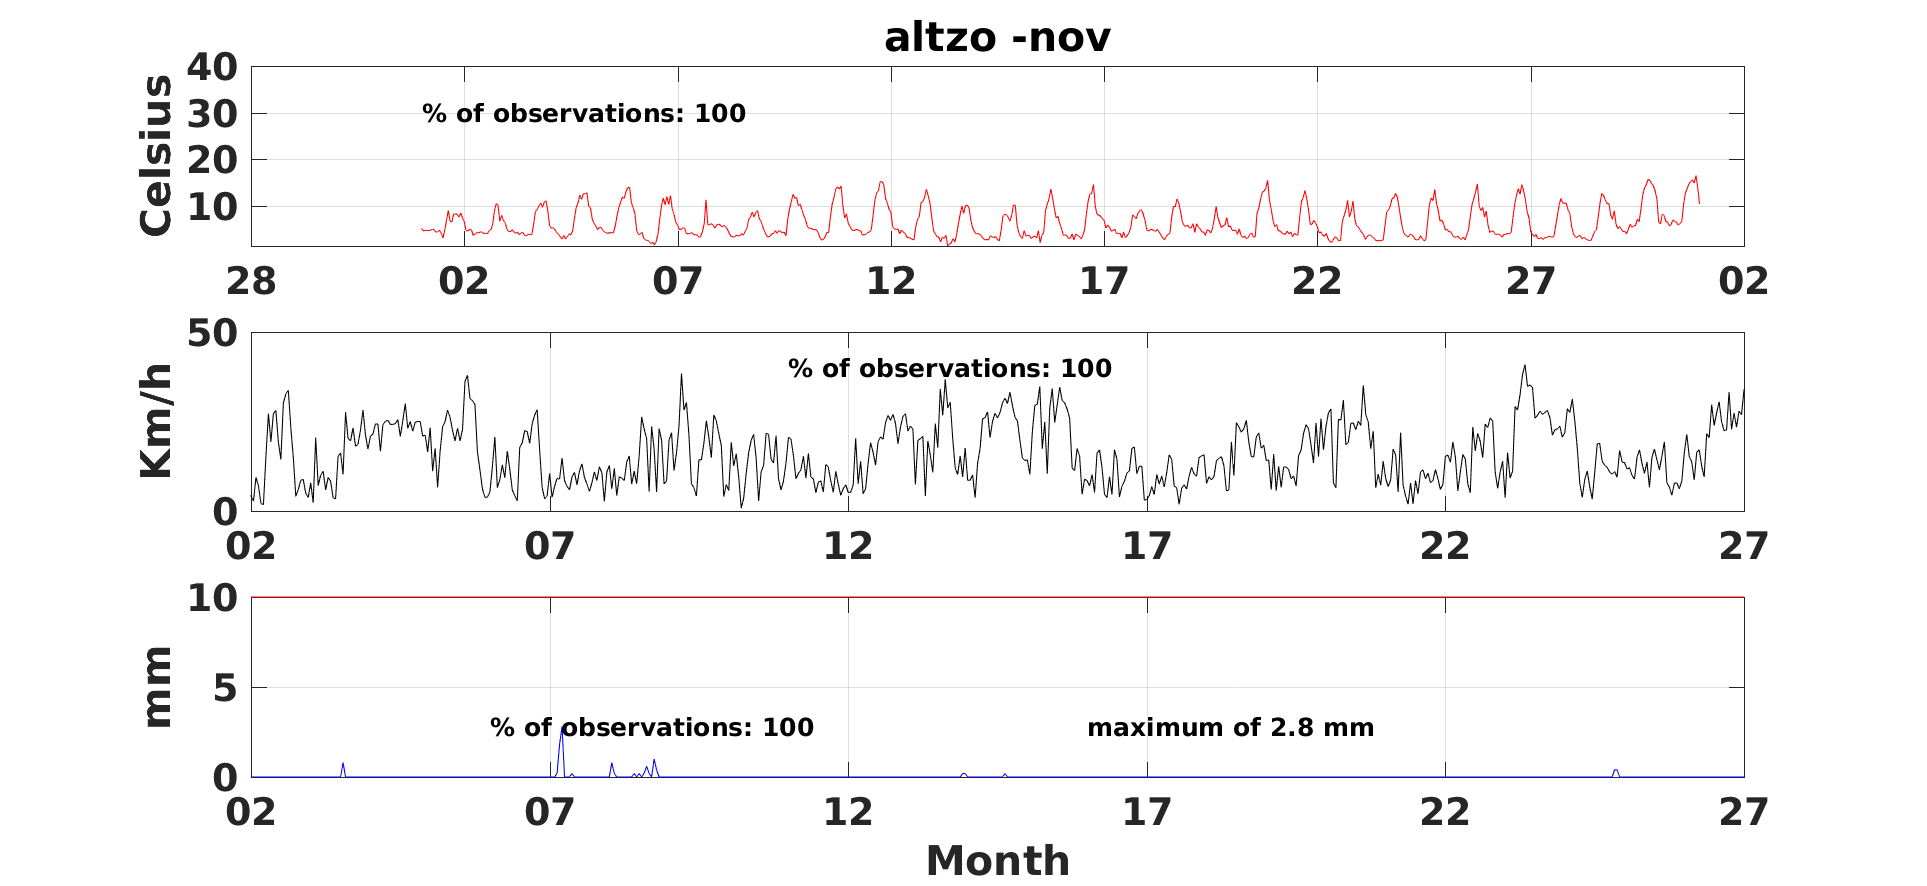 altzo -nov
Celsius
40
30
20
10
% of observations: 100
28 02 07 12 17 22 27 02
Km/h
50
0
% of observations: 100
02 07 12 17 22 27
mm
10
5
0
% of observations: 100 maximum of 2.8 mm
02 07 12 17 22 27
Month